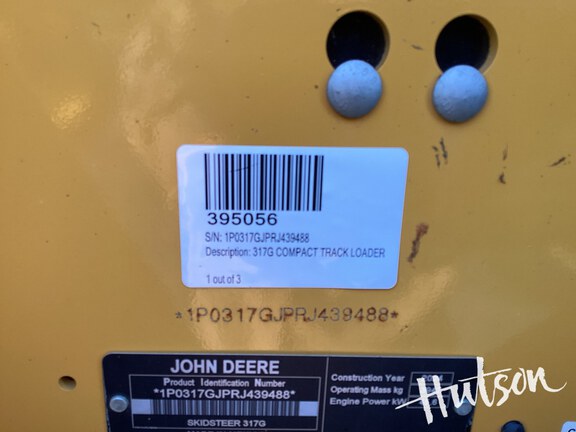 395056
S/N: 1P0317GJPRJ439488
Description: 317G COMPACT TRACK LOADER
1 out of 3
*1P0317GJPRJ439488*
JOHN DEERE
Product Identification Number
*1P0317GJPRJ439488*
SKIDSTEER 317G
Construction Year
Operating Mass kg
Engine Power kW
Hutson